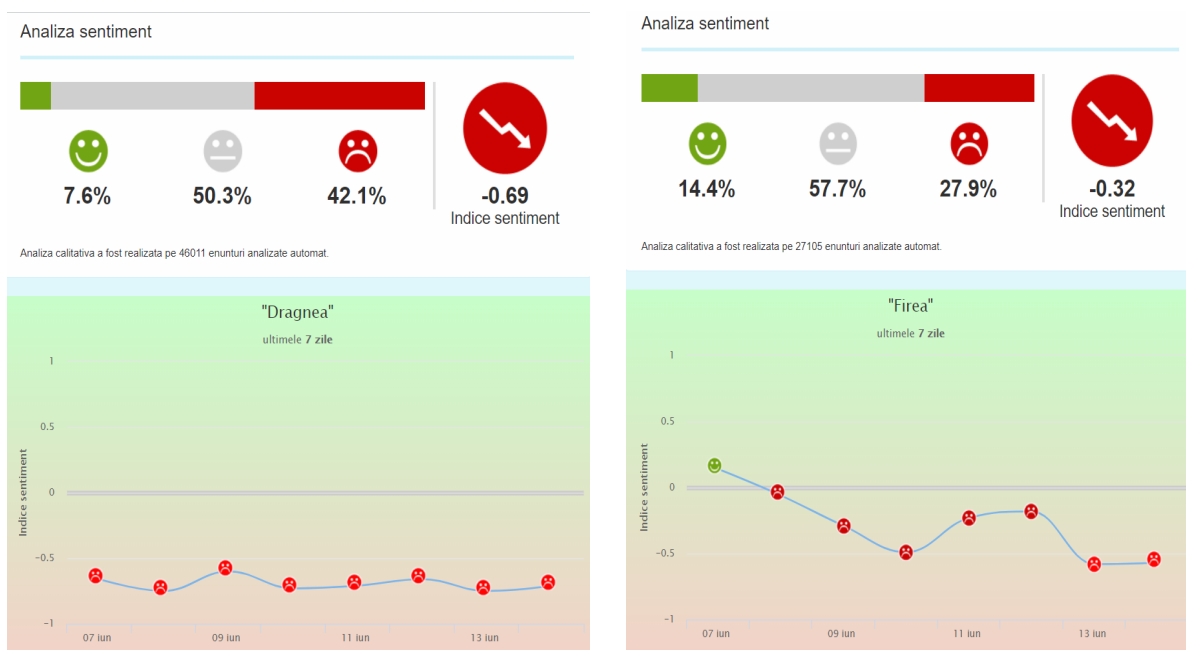 Analiza sentiment
7.6%
50.3%
42.1%
-0.69
Indice sentiment
Analiza calitativa a fost realizata pe 46011 enunturi analizate automat.
"Dragnea"
ultimele 7 zile
1
0.5
0
−0.5
−1
Indice sentiment
07 iun
09 iun
11 iun
13 iun
Analiza sentiment
14.4%
57.7%
27.9%
-0.32
Indice sentiment
Analiza calitativa a fost realizata pe 27105 enunturi analizate automat.
"Firea"
ultimele 7 zile
1
0.5
0
−0.5
−1
Indice sentiment
07 iun
09 iun
11 iun
13 iun